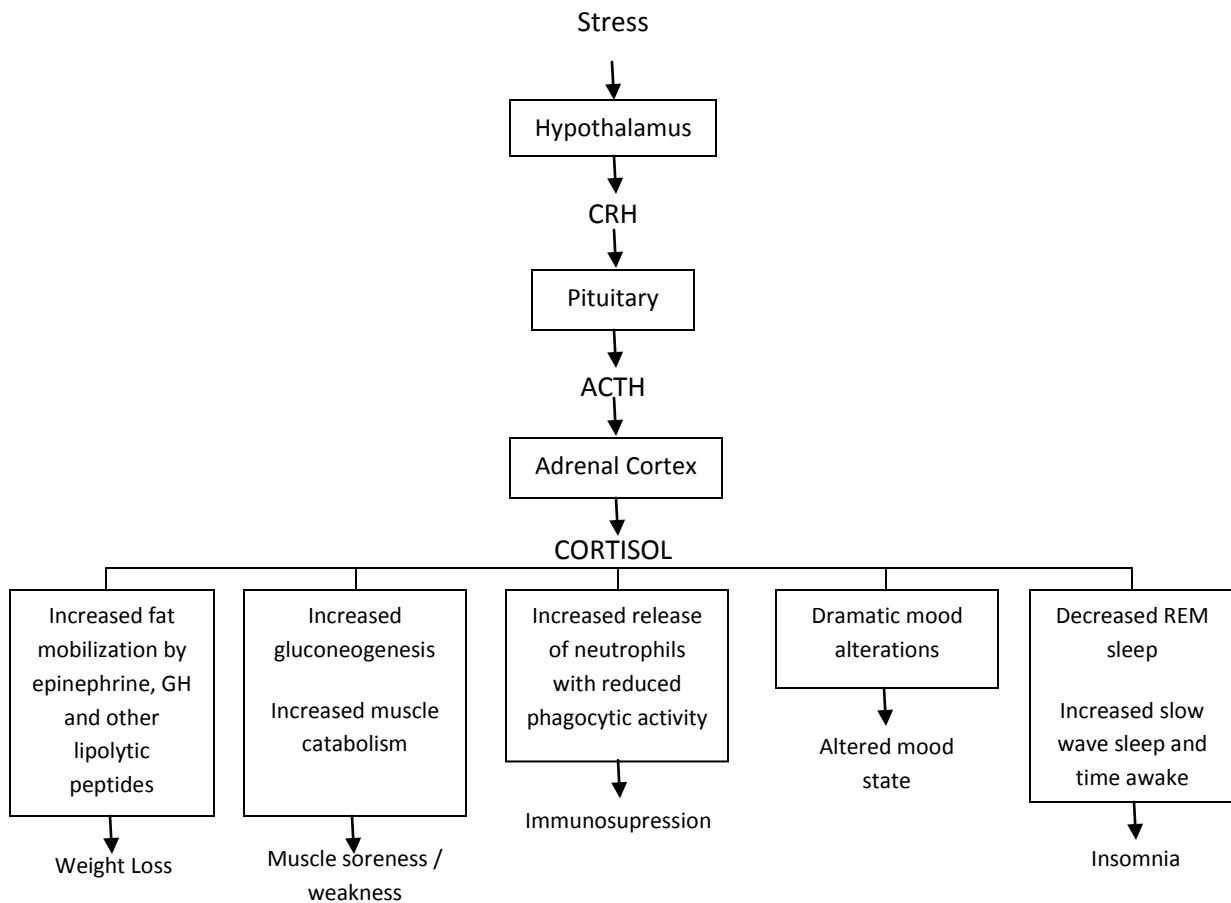 Stress
Hypothalamus
CRH
Pituitary
ACTH
Adrenal Cortex
CORTISOL
Increased fat
mobilization by
epinephrine, GH
and other
lipolytic
peptides
Weight Loss
Increased
gluconeogenesis
Increased muscle
catabolism
Muscle soreness /
weakness
Increased release
of neutrophils
with reduced
phagocytic activity
Immunosupression
Dramatic mood
alterations
Altered mood
state
Decreased REM
sleep
Increased slow
wave sleep and
time awake
Insomnia